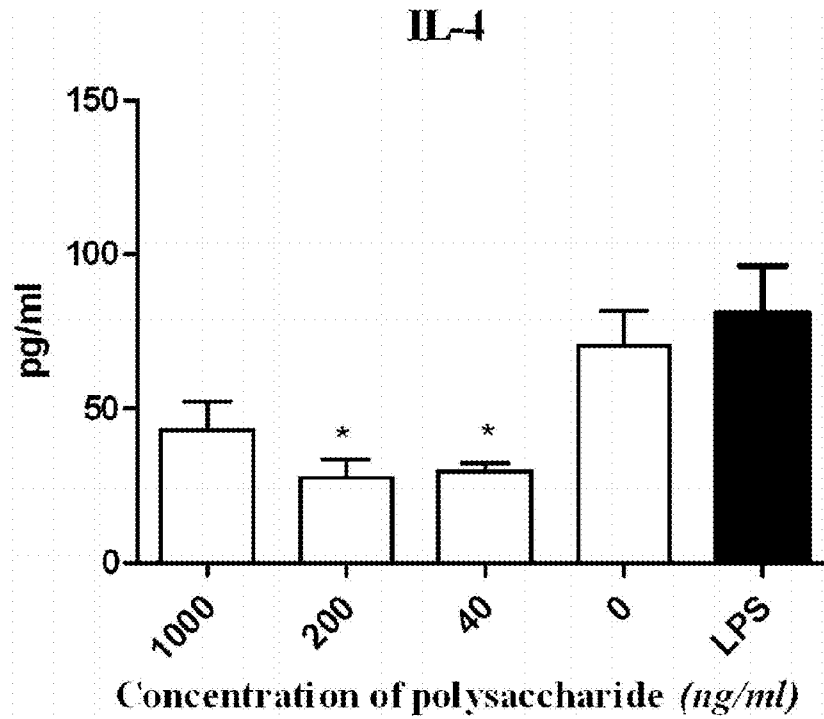 IL-4
150
100
50
0
pg/ml
* *
1000 200 40 0 LPS
Concentration of polysaccharide (ng/ml)